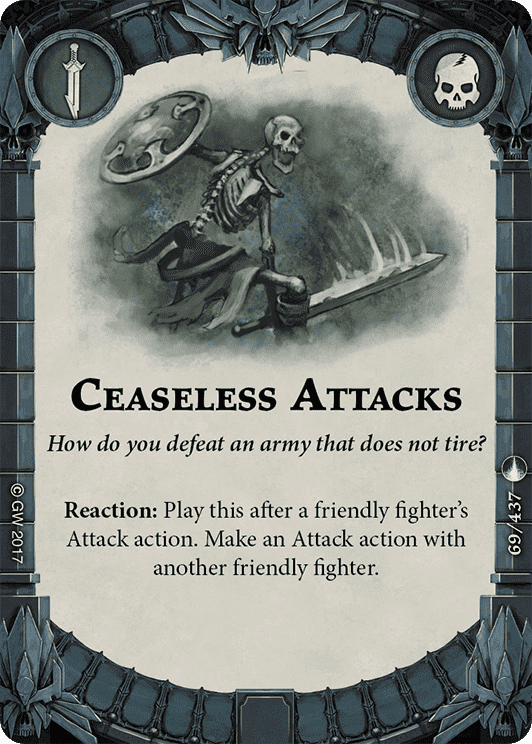 Ceaseless Attacks
How do you defeat an army that does not tire?
Reaction: Play this after a friendly fighter's
Attack action. Make an Attack action with
another friendly fighter.
© GW 2017
69/437